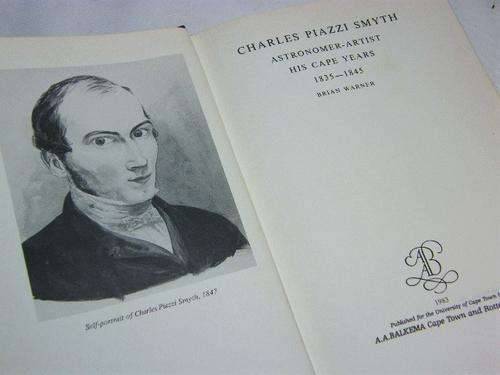 Self-portrait of Charles Piazzi Smyth, 1847
CHARLES PIAZZI SMYTH
ASTRONOMER-ARTIST
HIS CAPE YEARS
1835—1845
BRIAN WARNER
AAB
1983
Published for the University of Cape Town
A.A.BALKEMA Cape Town and